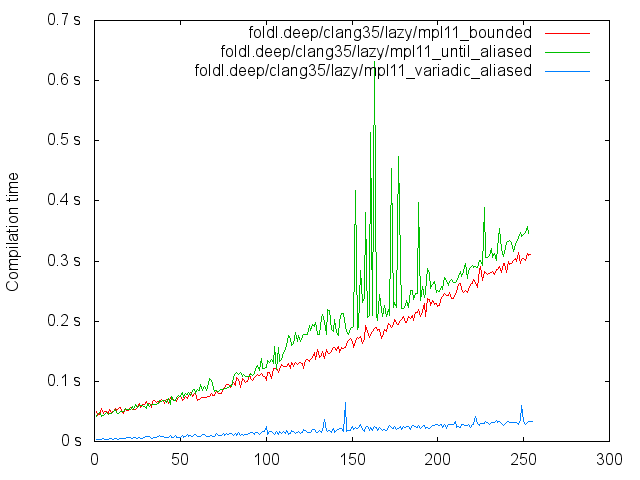 0.7 s
foldl.deep/clang35/lazy/mpl11_bounded
foldl.deep/clang35/lazy/mpl11_until_aliased
foldl.deep/clang35/lazy/mpl11_variadic_aliased
0.6 s
0.5 s
0.4 s
0.3 s
0.2 s
0.1 s
0 s
Compilation time
0 50 100 150 200 250 300